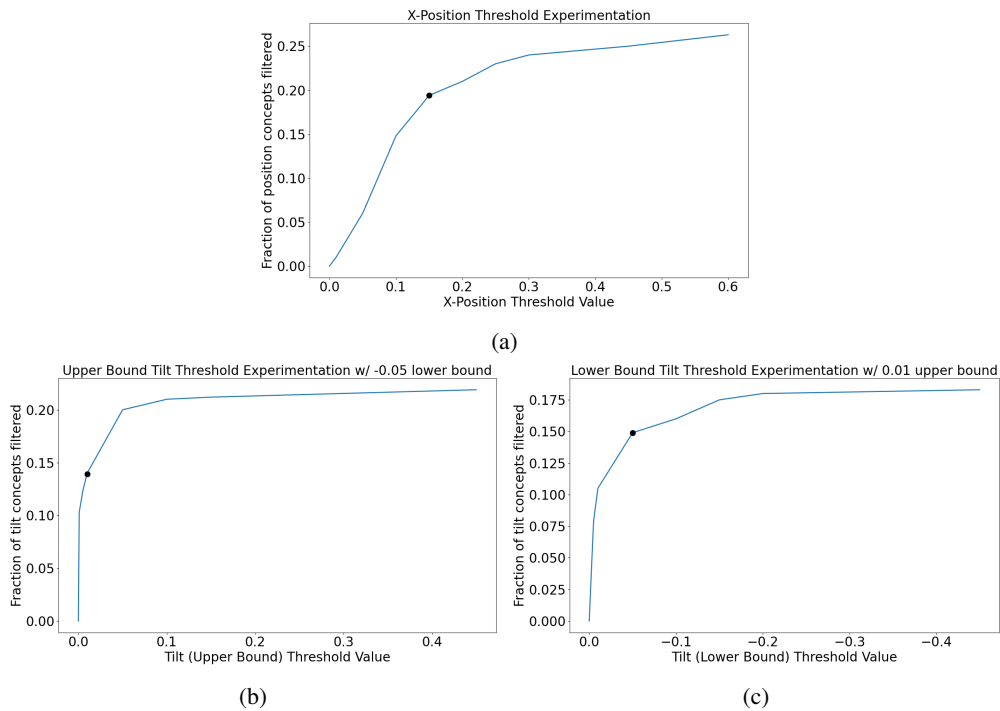 X-Position Threshold Experimentation
Fraction of position concepts filtered
0.25
0.20
0.15
0.10
0.05
0.00
0.0 0.1 0.2 0.3 0.4 0.5 0.6
X-Position Threshold Value
(a)
Upper Bound Tilt Threshold Experimentation w/ -0.05 lower bound
Fraction of tilt concepts filtered
0.20
0.15
0.10
0.05
0.00
0.0 0.1 0.2 0.3 0.4
Tilt (Upper Bound) Threshold Value
(b)
Lower Bound Tilt Threshold Experimentation w/ 0.01 upper bound
Fraction of tilt concepts filtered
0.175
0.150
0.125
0.100
0.075
0.050
0.025
0.000
0.0 −0.1 −0.2 −0.3 −0.4
Tilt (Lower Bound) Threshold Value
(c)